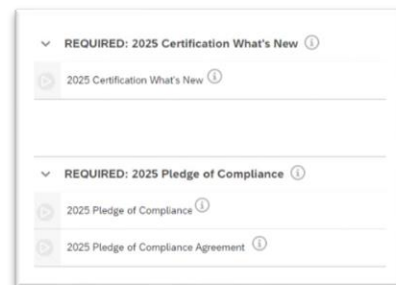 REQUIRED: 2025 Certification What's New
2025 Certification What's New
REQUIRED: 2025 Pledge of Compliance
2025 Pledge of Compliance
2025 Pledge of Compliance Agreement